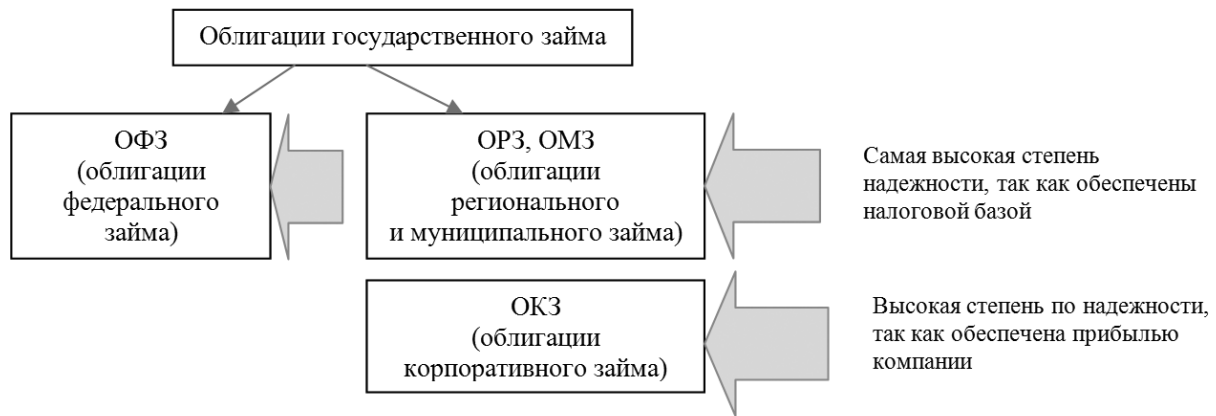 Облигации государственного займа
ОФЗ
(облигации
федерального
займа)
ОРЗ, ОМЗ
(облигации
регионального
и муниципального займа)
Самая высокая степень
надежности, так как обеспечены
налоговой базой
ОКЗ
(облигации
корпоративного займа)
Высокая степень по надежности,
так как обеспечена прибылью
компании